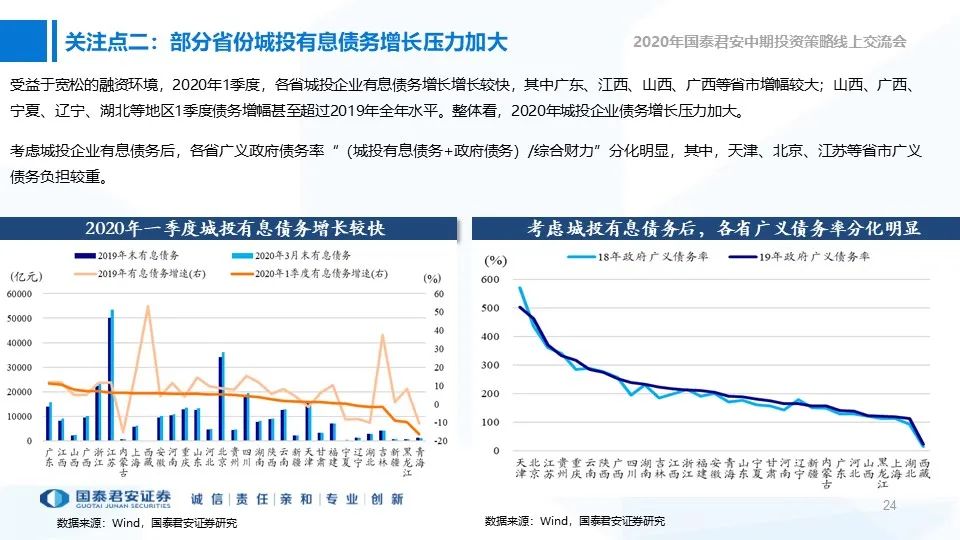 关注点二：部分省份城投有息债务增长压力加大
2020年国泰君安中期投资策略线上交流会
受益于宽松的融资环境，2020年1季度，各省城投企业有息债务增长增长较快，其中广东、江西、山西、广西等省市增幅较大；山西、广西、
宁夏、辽宁、湖北等地区1季度债务增幅甚至超过2019年全年水平。整体看，2020年城投企业债务增长压力加大。
考虑城投企业有息债务后，各省广义政府债务率“（城投有息债务+政府债务）/综合财力”分化明显，其中，天津、北京、江苏等省市广义
债务负担较重。
2020年一季度城投有息债务增长较快
2019年末有息债务 2020年3月末有息债务
(亿元) 2019年有息债务增速(右) 2020年1季度有息债务增速(右) (%)
60000 60
50
50000 40
40000 30
30000 20
10
20000 0
10000 -10
0 -20
广东 江西 山西 广西 浙江 江苏 内蒙古 上海 西藏 安徽 河南 重庆 山东 河北 北京 贵州 四川 湖南 陕西 云南 新疆 天津 甘肃 福建 宁夏 辽宁 湖北 吉林 新疆 黑龙江 青海
考虑城投有息债务后，各省广义债务率分化明显
18年政府广义债务率 19年政府广义债务率
(%)
600
500
400
300
200
100
0
天津 北京 江苏 贵州 重庆 云南 陕西 广西 四川 湖南 吉林 江西 浙江 福建 安徽 青海 山东 宁夏 甘肃 河南 辽宁 新疆 内蒙古 广东 河北 上海 山西 黑龙江 湖北 西藏
国泰君安证券
GUOTAI JUNAN SECURITIES
诚信｜责任｜亲和｜专业｜创新
24
数据来源：Wind，国泰君安证券研究
数据来源：Wind，国泰君安证券研究